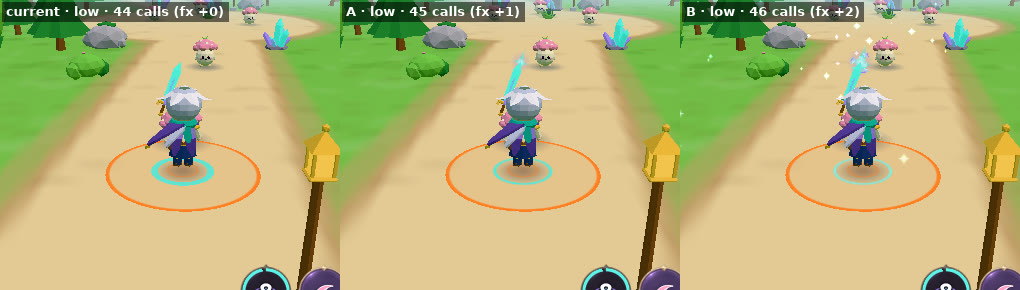 current · low · 44 calls (fx +0)
A · low · 45 calls (fx +1)
B · low · 46 calls (fx +2)